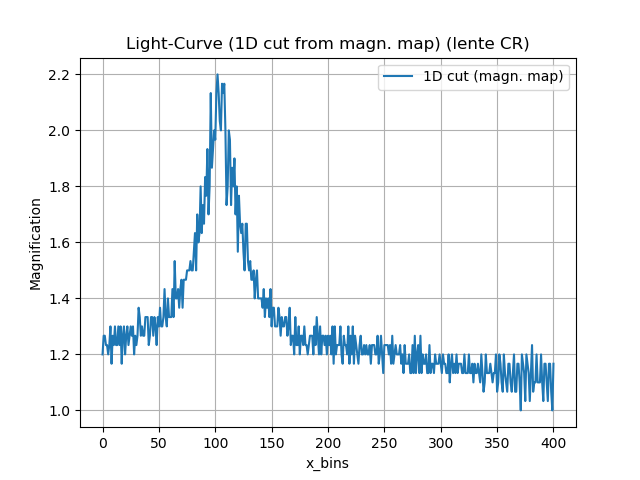 Light-Curve (1D cut from magn. map) (lente CR)
1D cut (magn. map)
2.2
2.0
1.8
1.6
1.4
1.2
1.0
Magnification
0 50 100 150 200 250 300 350 400
x_bins